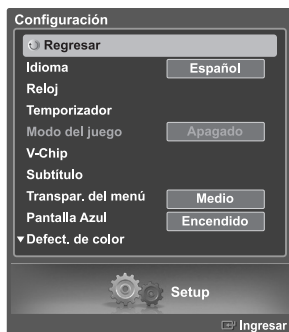 Configuración
Regresar
Idioma Español
Reloj
Temporizador
Modo del juego Apagado
V-Chip
Subtítulo
Transpar. del menú Medio
Pantalla Azul Encendido
▼Defect. de color
Setup
Ingresar